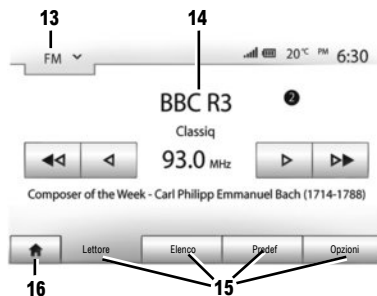 13
14
FM
20°C PM 6:30
BBC R3
2
Classiq
93.0 MHz
Composer of the Week - Carl Philipp Emmanuel Bach (1714-1788)
Lettore Elenco Predef Opzioni
16
15